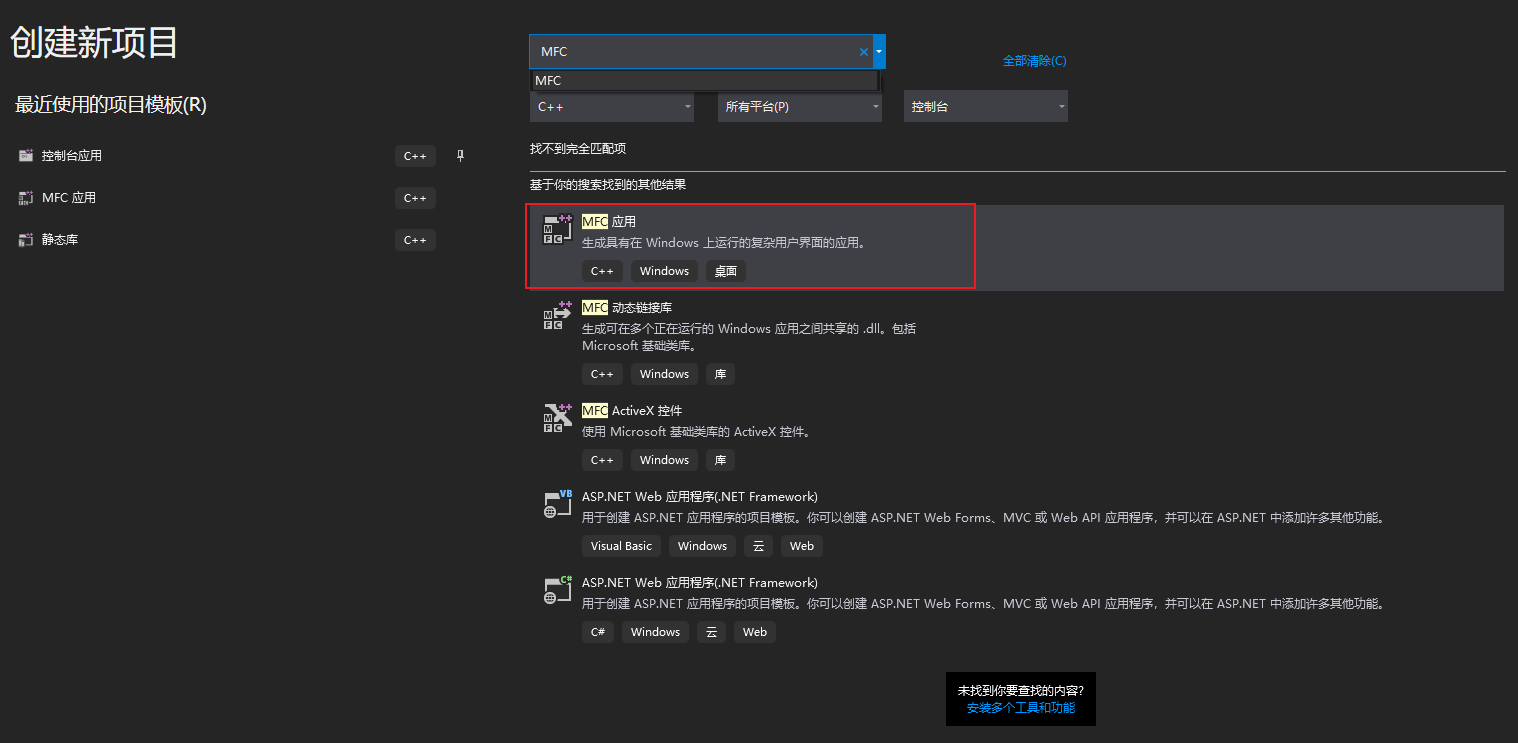 创建新项目
最近使用的项目模板(R)
控制台应用
C++
MFC 应用
C++
静态库
C++
MFC
全部清除(C)
MFC
C++
所有平台(P)
控制台
找不到完全匹配项
基于你的搜索找到的其他结果
MFC 应用
生成具有在 Windows 上运行的复杂用户界面的应用。
C++ Windows 桌面
MFC 动态链接库
生成可在多个正在运行的 Windows 应用之间共享的 .dll。包括
Microsoft 基础类库。
C++ Windows 库
MFC ActiveX 控件
使用 Microsoft 基础类库的 ActiveX 控件。
C++ Windows 库
ASP.NET Web 应用程序(.NET Framework)
用于创建 ASP.NET 应用程序的项目模板。你可以创建 ASP.NET Web Forms、MVC 或 Web API 应用程序，并可以在 ASP.NET 中添加许多其他功能。
Visual Basic Windows 云 Web
ASP.NET Web 应用程序(.NET Framework)
用于创建 ASP.NET 应用程序的项目模板。你可以创建 ASP.NET Web Forms、MVC 或 Web API 应用程序，并可以在 ASP.NET 中添加许多其他功能。
C# Windows 云 Web
未找到你要查找的内容?
安装多个工具和功能